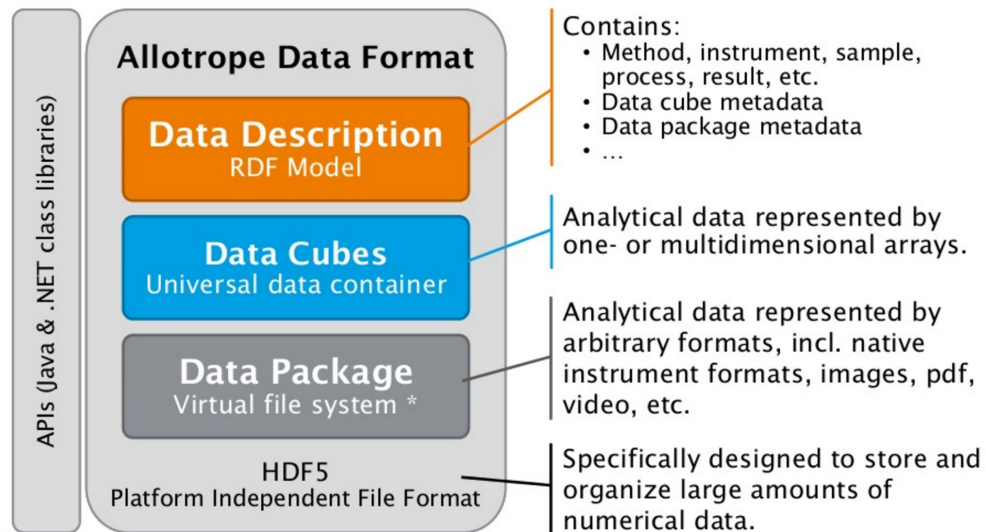 APIs (Java & .NET class libraries)
Allotrope Data Format
Data Description
RDF Model
Data Cubes
Universal data container
Data Package
Virtual file system *
HDF5
Platform Independent File Format
Contains:
• Method, instrument, sample,
process, result, etc.
• Data cube metadata
• Data package metadata
• ...
Analytical data represented by
one- or multidimensional arrays.
Analytical data represented by
arbitrary formats, incl. native
instrument formats, images, pdf,
video, etc.
Specifically designed to store and
organize large amounts of
numerical data.